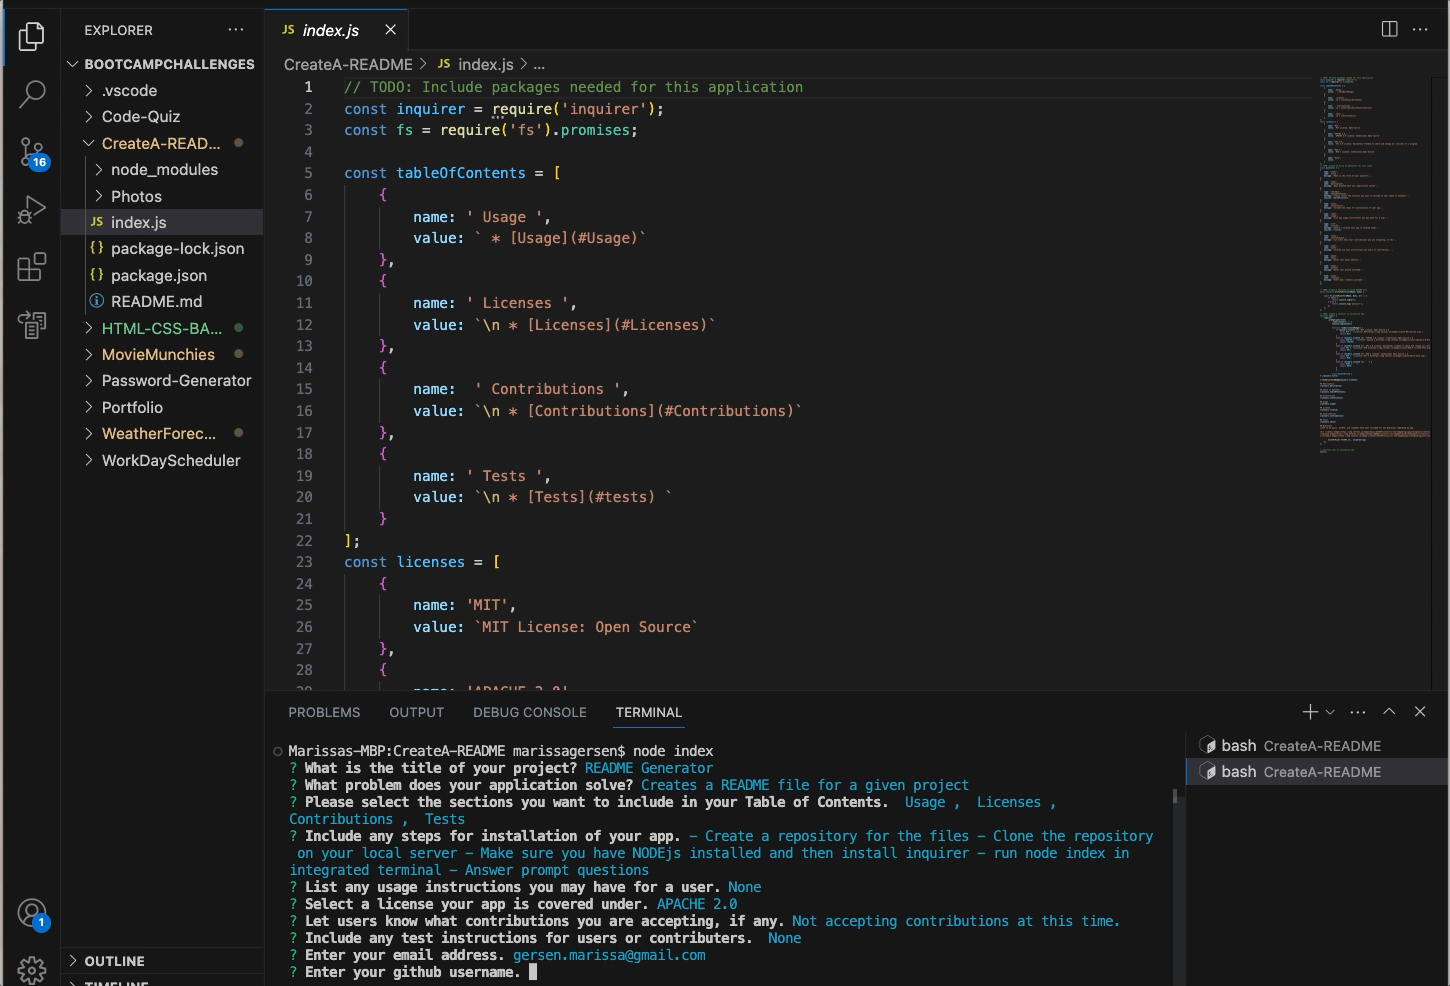 EXPLORER
BOOTCAMPCHALLENGES
.vscode
Code-Quiz
CreateA-READ...
node_modules
Photos
JS index.js
{} package-lock.json
{} package.json
README.md
HTML-CSS-BA...
MovieMunchies
Password-Generator
Portfolio
WeatherForec...
WorkDayScheduler
OUTLINE
TIMELINE
16
1
JS index.js
CreateA-README > JS index.js > ...
1 // TODO: Include packages needed for this application
2 const inquirer = require('inquirer');
3 const fs = require('fs').promises;
4
5 const tableOfContents = [
6 {
7 name: ' Usage ',
8 value: ` * [Usage](#Usage)`
9 },
10 {
11 name: ' Licenses ',
12 value: `\n * [Licenses](#Licenses)`
13 },
14 {
15 name:  ' Contributions ',
16 value: `\n * [Contributions](#Contributions)`
17 },
18 {
19 name: ' Tests ',
20 value: `\n * [Tests](#tests) `
21 }
22 ];
23 const licenses = [
24 {
25 name: 'MIT',
26 value: `MIT License: Open Source`
27 },
28 {
29 name: 'APACHE 2.0'
PROBLEMS OUTPUT DEBUG CONSOLE TERMINAL
Marissas-MBP:CreateA-README marissagersen$ node index
? What is the title of your project? README Generator
? What problem does your application solve? Creates a README file for a given project
? Please select the sections you want to include in your Table of Contents.  Usage ,  Licenses ,
Contributions ,  Tests
? Include any steps for installation of your app. – Create a repository for the files – Clone the repository
on your local server – Make sure you have NODEjs installed and then install inquirer – run node index in
integrated terminal – Answer prompt questions
? List any usage instructions you may have for a user. None
? Select a license your app is covered under. APACHE 2.0
? Let users know what contributions you are accepting, if any. Not accepting contributions at this time.
? Include any test instructions for users or contributers.  None
? Enter your email address. gersen.marissa@gmail.com
? Enter your github username.
bash CreateA-README
bash CreateA-README